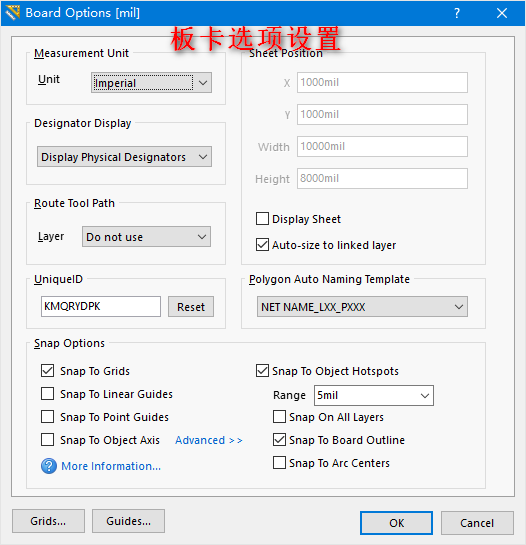 Board Options [mil]
板卡选项设置
Measurement Unit
Unit
Imperial
Sheet Position
X
1000mil
Y
1000mil
Width
10000mil
Height
8000mil
Display Sheet
Auto-size to linked layer
Designator Display
Display Physical Designators
Route Tool Path
Layer
Do not use
UniqueID
KMQRYDPK
Reset
Polygon Auto Naming Template
NET NAME_LXX_PXXX
Snap Options
Snap To Grids
Snap To Linear Guides
Snap To Point Guides
Snap To Object Axis
Advanced >>
More Information...
Snap To Object Hotspots
Range
5mil
Snap On All Layers
Snap To Board Outline
Snap To Arc Centers
Grids...
Guides...
OK
Cancel